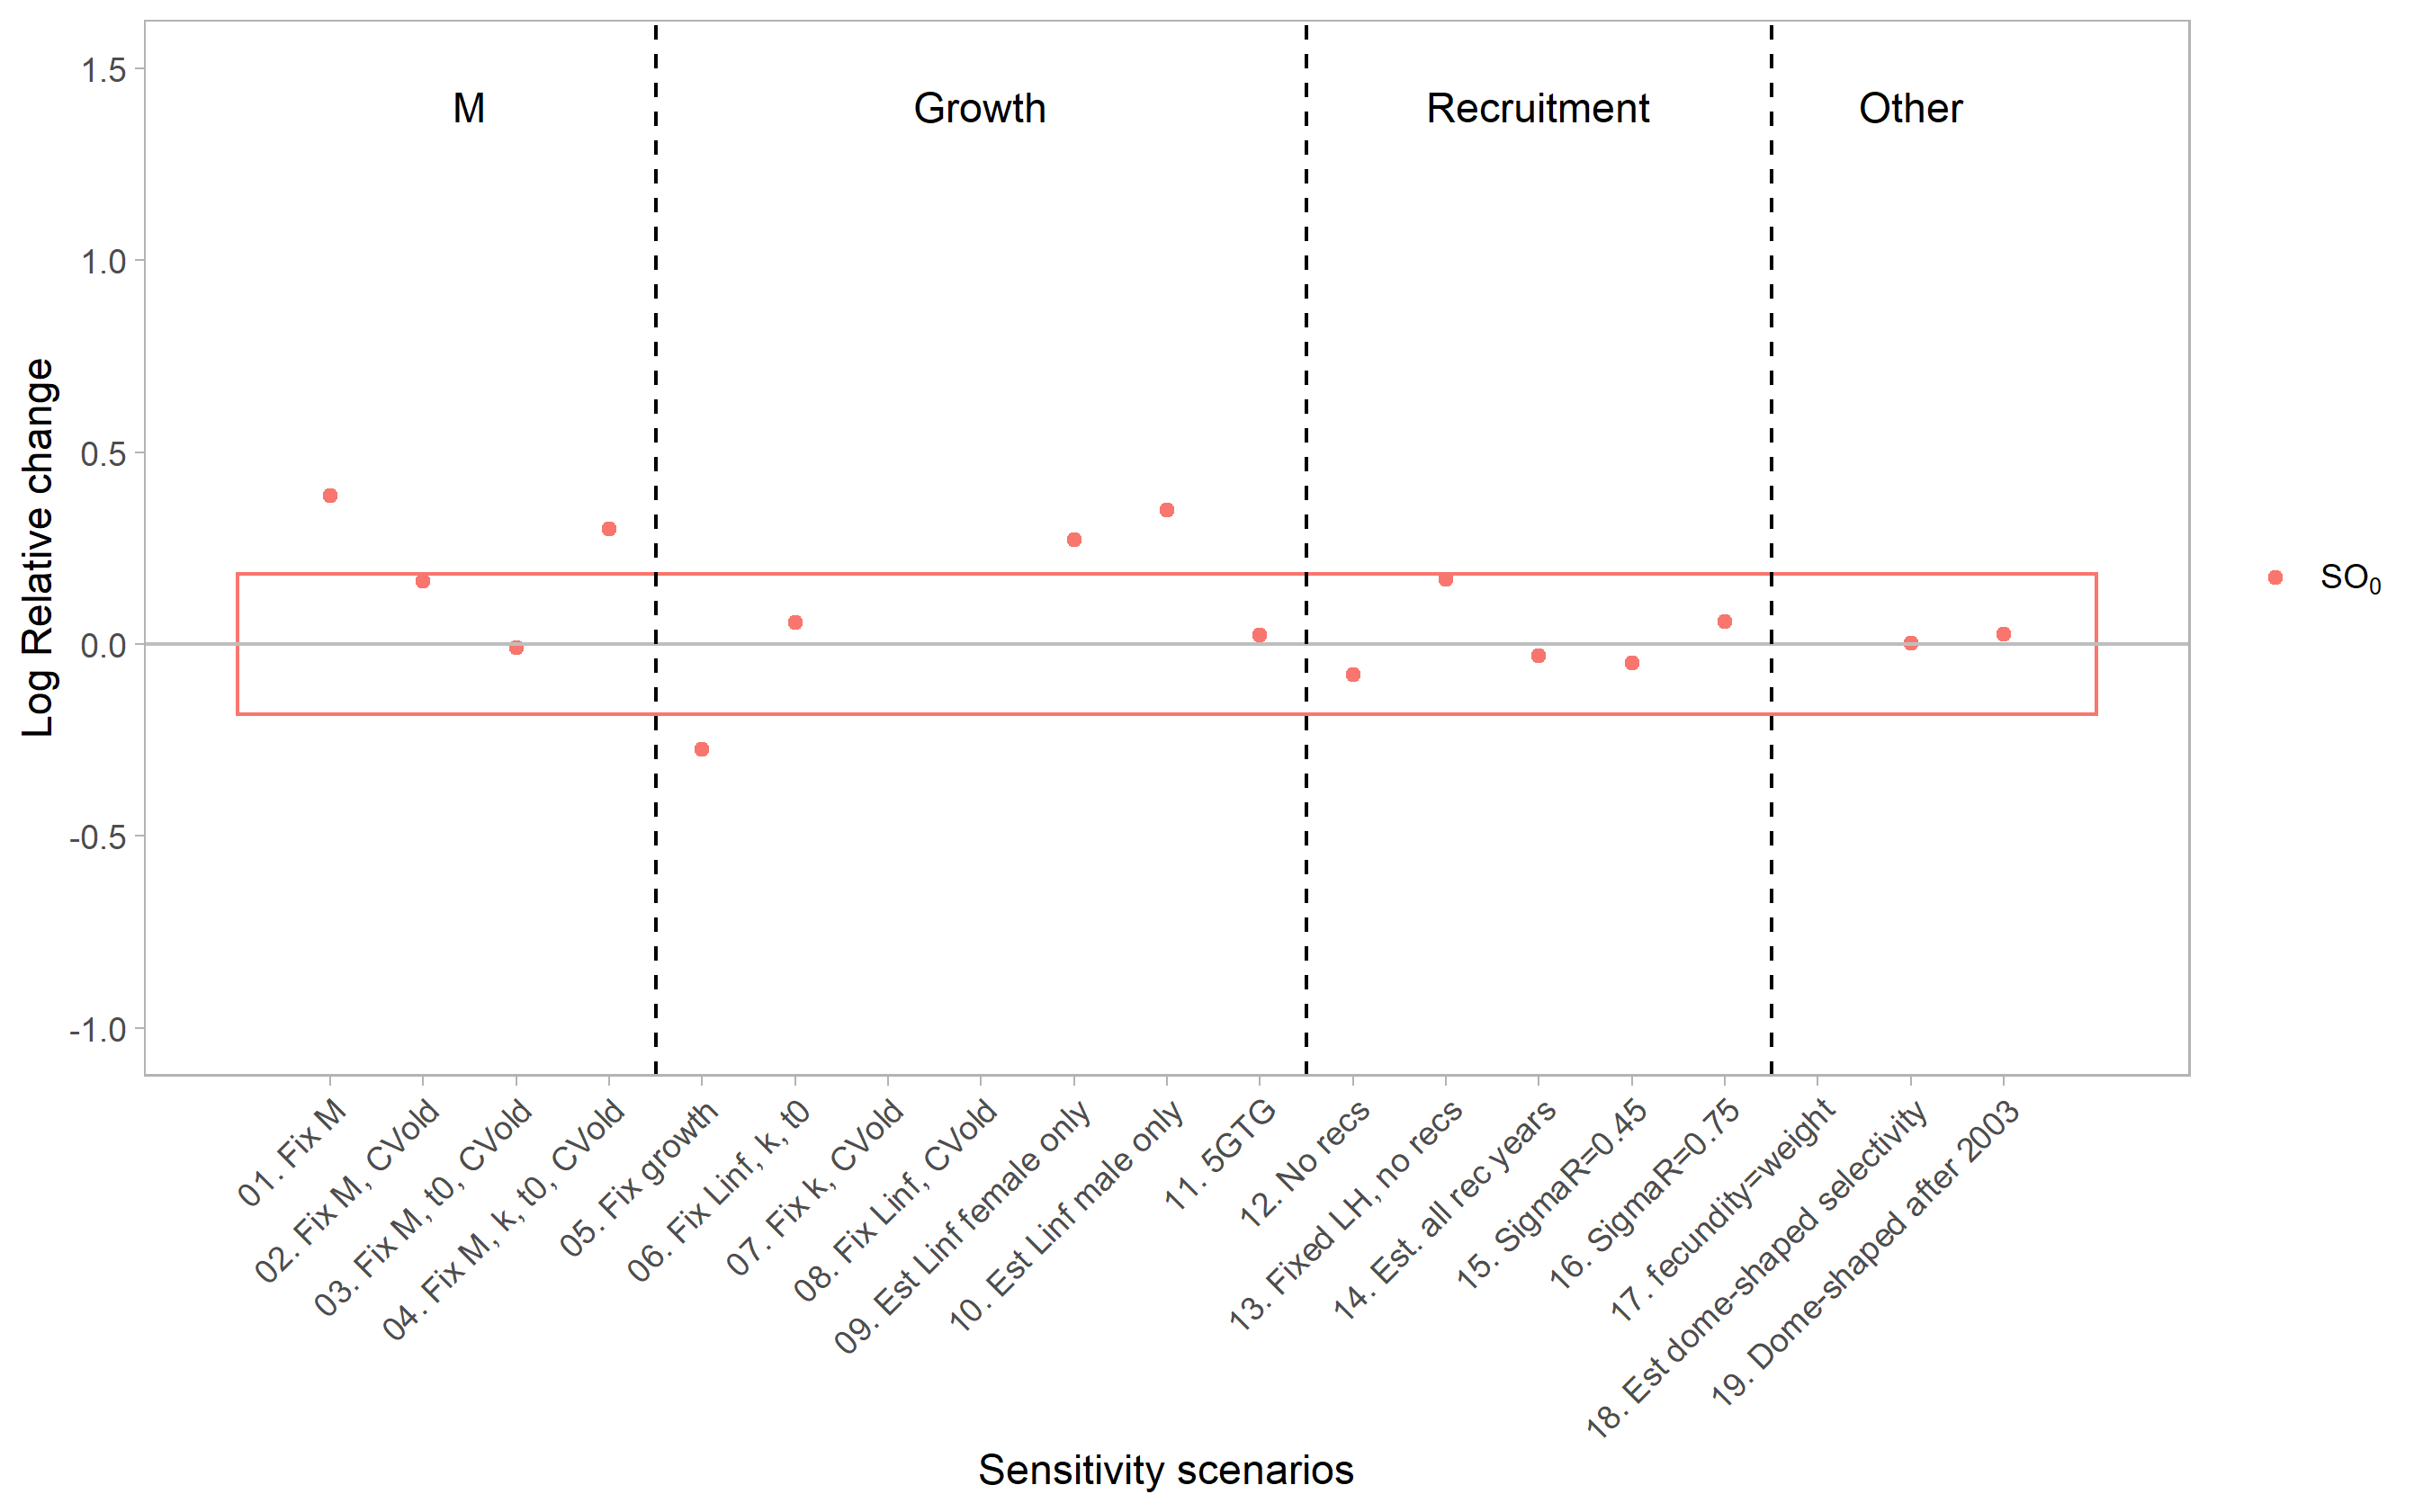 M
Growth
Recruitment
Other
Log Relative change
1.5
1.0
0.5
0.0
-0.5
-1.0
SO₀
01. Fix M
02. Fix M, CVold
03. Fix M, t0, CVold
04. Fix M, k, t0, CVold
05. Fix growth
06. Fix Linf, k, t0
07. Fix k, CVold
08. Fix Linf, CVold
09. Est Linf female only
10. Est Linf male only
11. 5GTG
12. No recs
13. Fixed LH, no recs
14. Est. all rec years
15. SigmaR=0.45
16. SigmaR=0.75
17. fecundity=weight
18. Est dome-shaped selectivity
19. Dome-shaped after 2003
Sensitivity scenarios